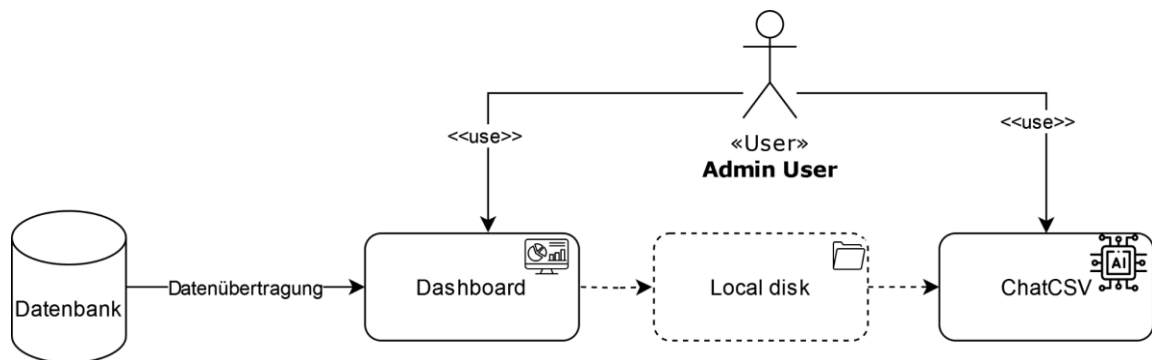 <<use>>
<<use>>
«User»
Admin User
Datenbank
Datenübertragung
Dashboard
Local disk
ChatCSV
AI